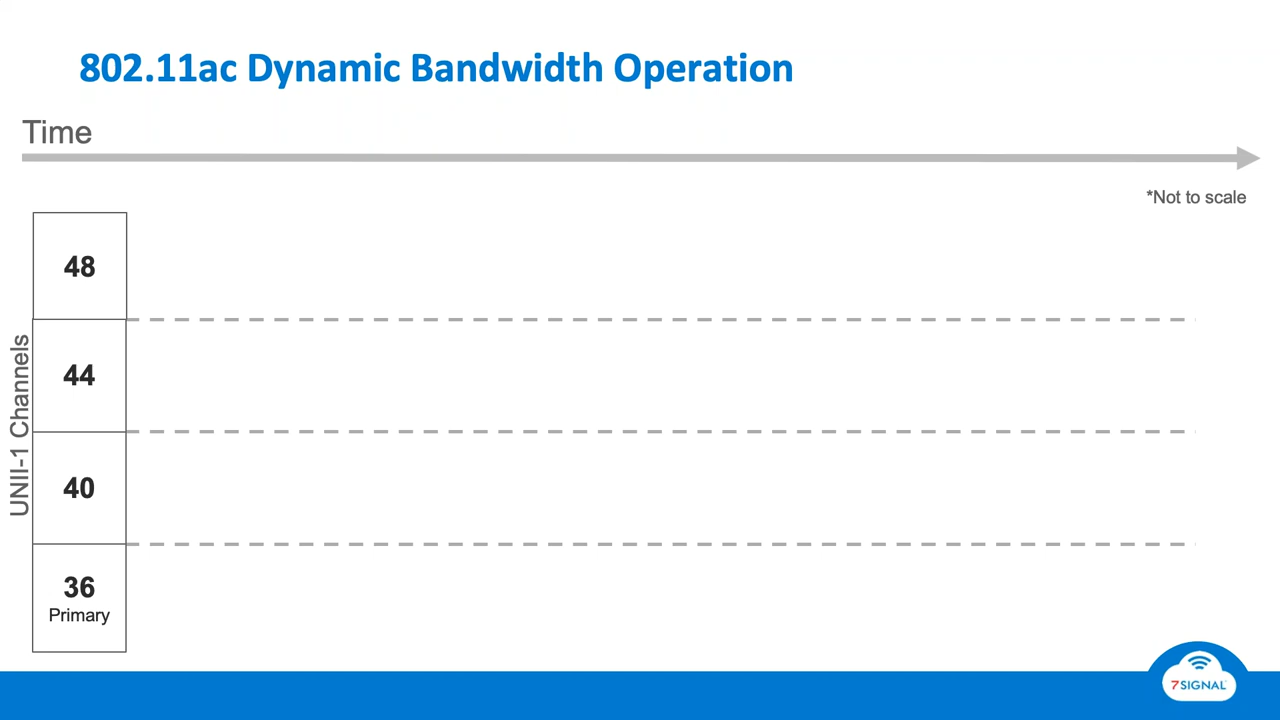 802.11ac Dynamic Bandwidth Operation
Time
*Not to scale
UNII-1 Channels
48
44
40
36
Primary
7SIGNAL